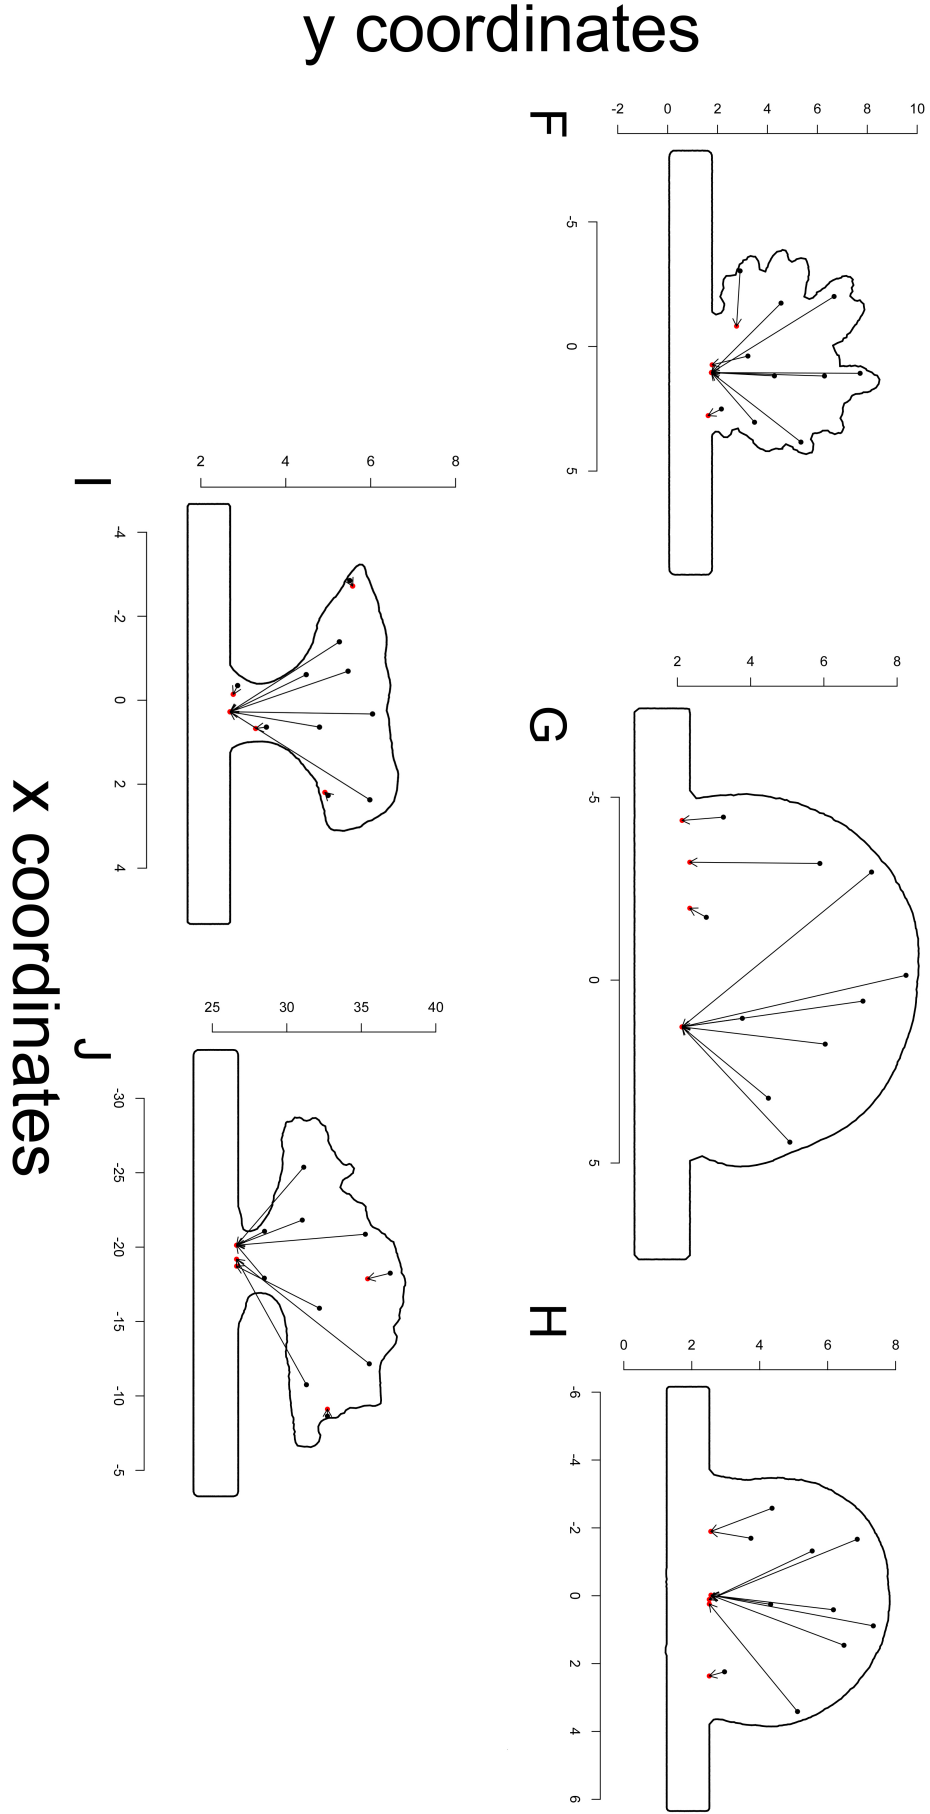 y coordinates
F
-2 0 2 4 6 8 10
-5 0 5
G
2 4 6 8
-5 0 5
H
0 2 4 6 8
-6 -4 -2 0 2 4 6
I
2 4 6 8
-4 -2 0 2 4
J
25 30 35 40
-30 -25 -20 -15 -10 -5
x coordinates